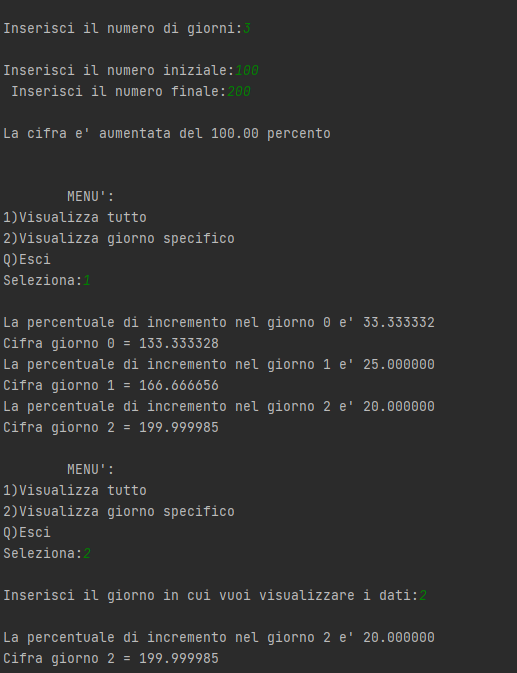 Inserisci il numero di giorni:3
Inserisci il numero iniziale:100
Inserisci il numero finale:200
La cifra e' aumentata del 100.00 percento
MENU':
1)Visualizza tutto
2)Visualizza giorno specifico
Q)Esci
Seleziona:1
La percentuale di incremento nel giorno 0 e' 33.333332
Cifra giorno 0 = 133.333328
La percentuale di incremento nel giorno 1 e' 25.000000
Cifra giorno 1 = 166.666656
La percentuale di incremento nel giorno 2 e' 20.000000
Cifra giorno 2 = 199.999985
MENU':
1)Visualizza tutto
2)Visualizza giorno specifico
Q)Esci
Seleziona:2
Inserisci il giorno in cui vuoi visualizzare i dati:2
La percentuale di incremento nel giorno 2 e' 20.000000
Cifra giorno 2 = 199.999985